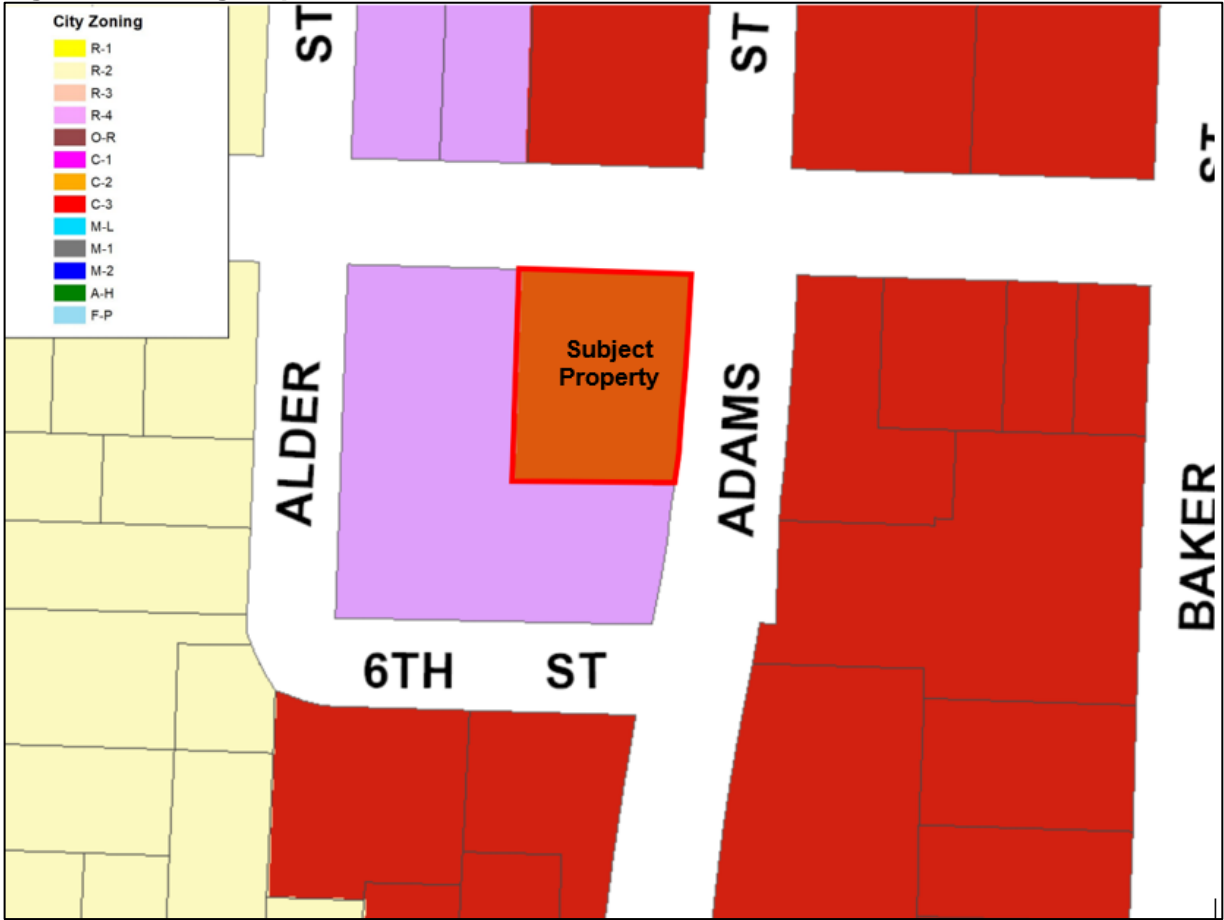 City Zoning
R-1
R-2
R-3
R-4
O-R
C-1
C-2
C-3
M-L
M-1
M-2
A-H
F-P
ST
ST
ST
Subject
Property
ALDER
ADAMS
BAKER
6TH ST